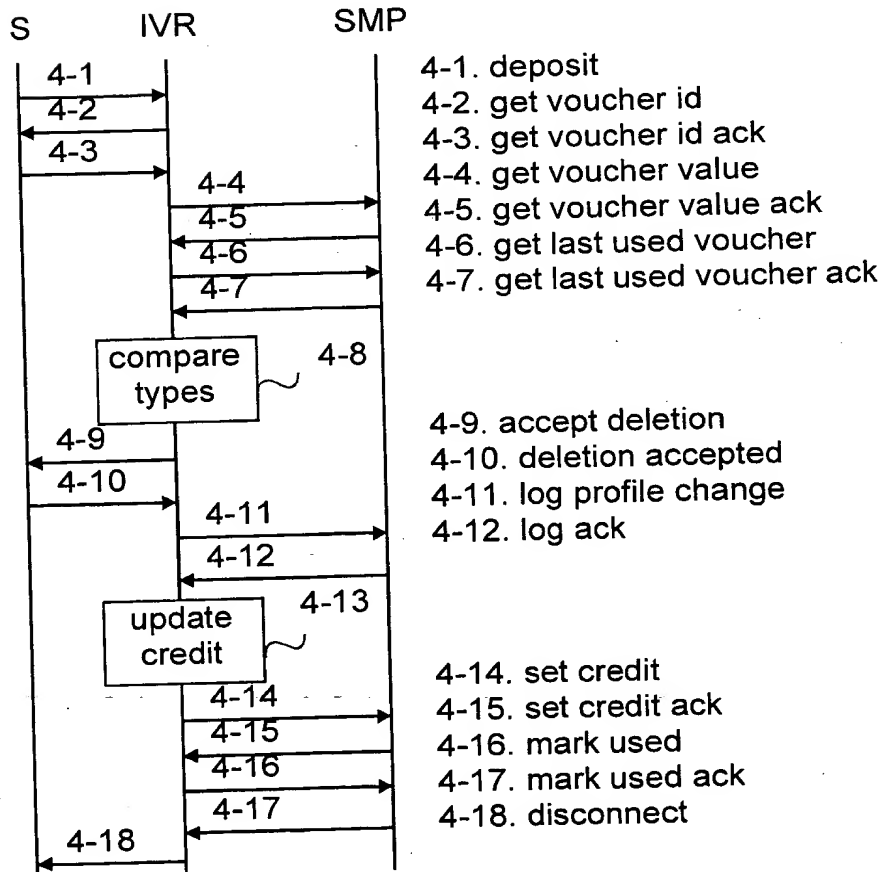 S IVR SMP
4-1
4-2
4-3
4-4
4-5
4-6
4-7
4-1. deposit
4-2. get voucher id
4-3. get voucher id ack
4-4. get voucher value
4-5. get voucher value ack
4-6. get last used voucher
4-7. get last used voucher ack
compare
types
4-8
4-9
4-10
4-11
4-12
4-9. accept deletion
4-10. deletion accepted
4-11. log profile change
4-12. log ack
update
credit
4-13
4-14
4-15
4-16
4-17
4-18
4-14. set credit
4-15. set credit ack
4-16. mark used
4-17. mark used ack
4-18. disconnect